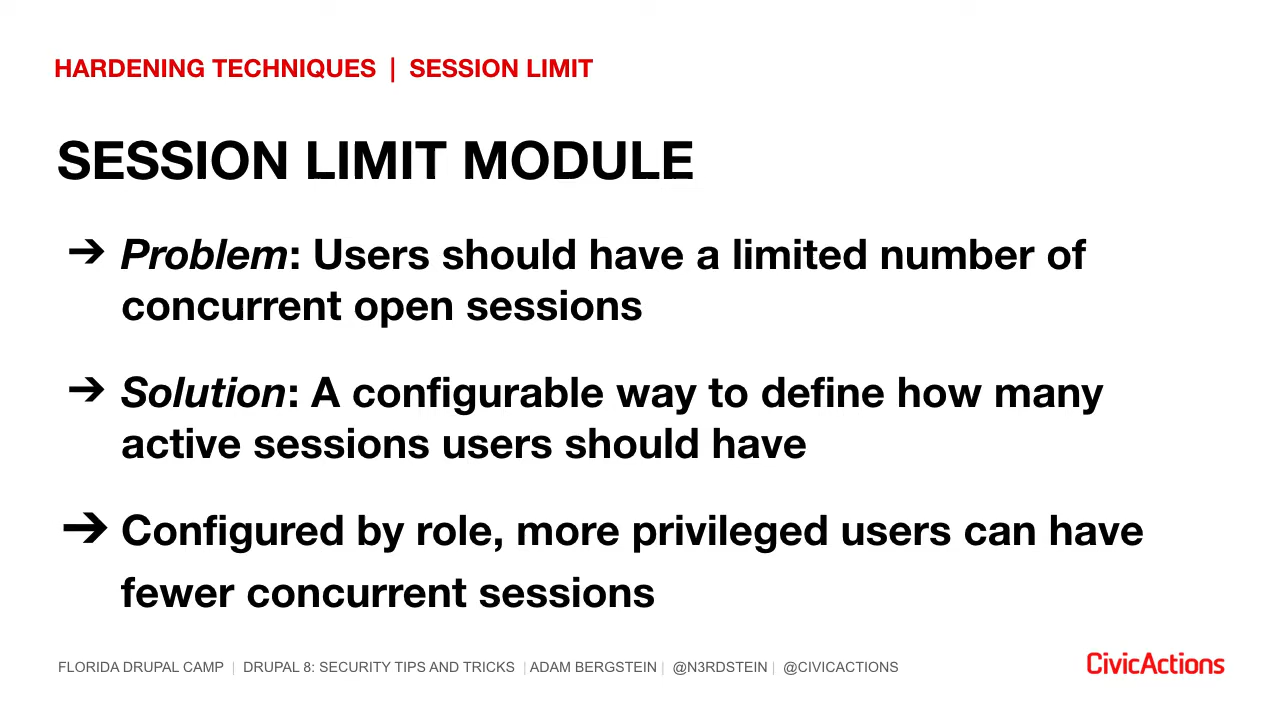 HARDENING TECHNIQUES | SESSION LIMIT
SESSION LIMIT MODULE
➔ Problem: Users should have a limited number of
concurrent open sessions
➔ Solution: A configurable way to define how many
active sessions users should have
➔ Configured by role, more privileged users can have
fewer concurrent sessions
FLORIDA DRUPAL CAMP | DRUPAL 8: SECURITY TIPS AND TRICKS | ADAM BERGSTEIN | @N3RDSTEIN | @CIVICACTIONS
CivicActions